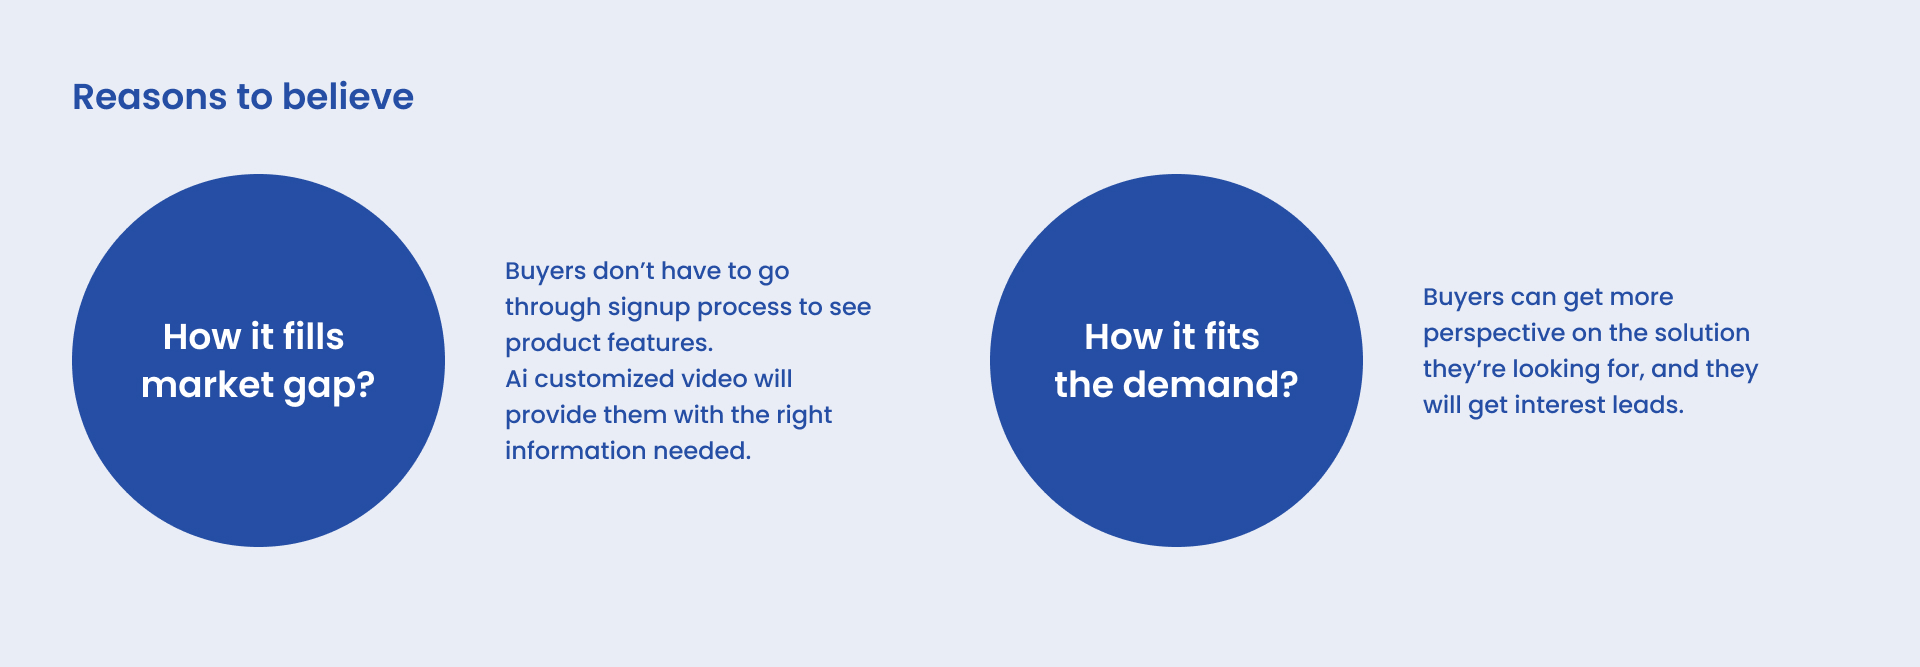 Reasons to believe
How it fills
market gap?
Buyers don’t have to go
through signup process to see
product features.
Ai customized video will
provide them with the right
information needed.
How it fits
the demand?
Buyers can get more
perspective on the solution
they’re looking for, and they
will get interest leads.